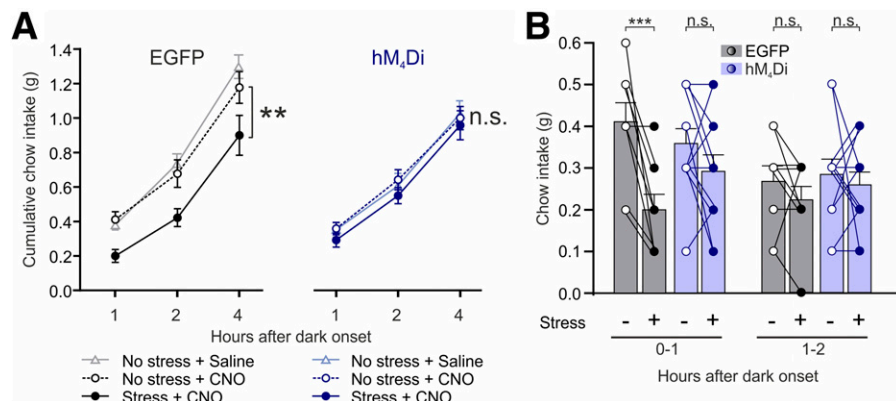 A
EGFP
hM4Di
Cumulative chow intake (g)
1.4
1.2
1.0
0.8
0.6
0.4
0.2
0.0
**
n.s.
1 2 4
1 2 4
Hours after dark onset
No stress + Saline
No stress + CNO
Stress + CNO
No stress + Saline
No stress + CNO
Stress + CNO
B
*** n.s. n.s. n.s.
EGFP
hM4Di
Chow intake (g)
0.6
0.5
0.4
0.3
0.2
0.1
0.0
Stress - + - + - + - +
0-1 1-2
Hours after dark onset